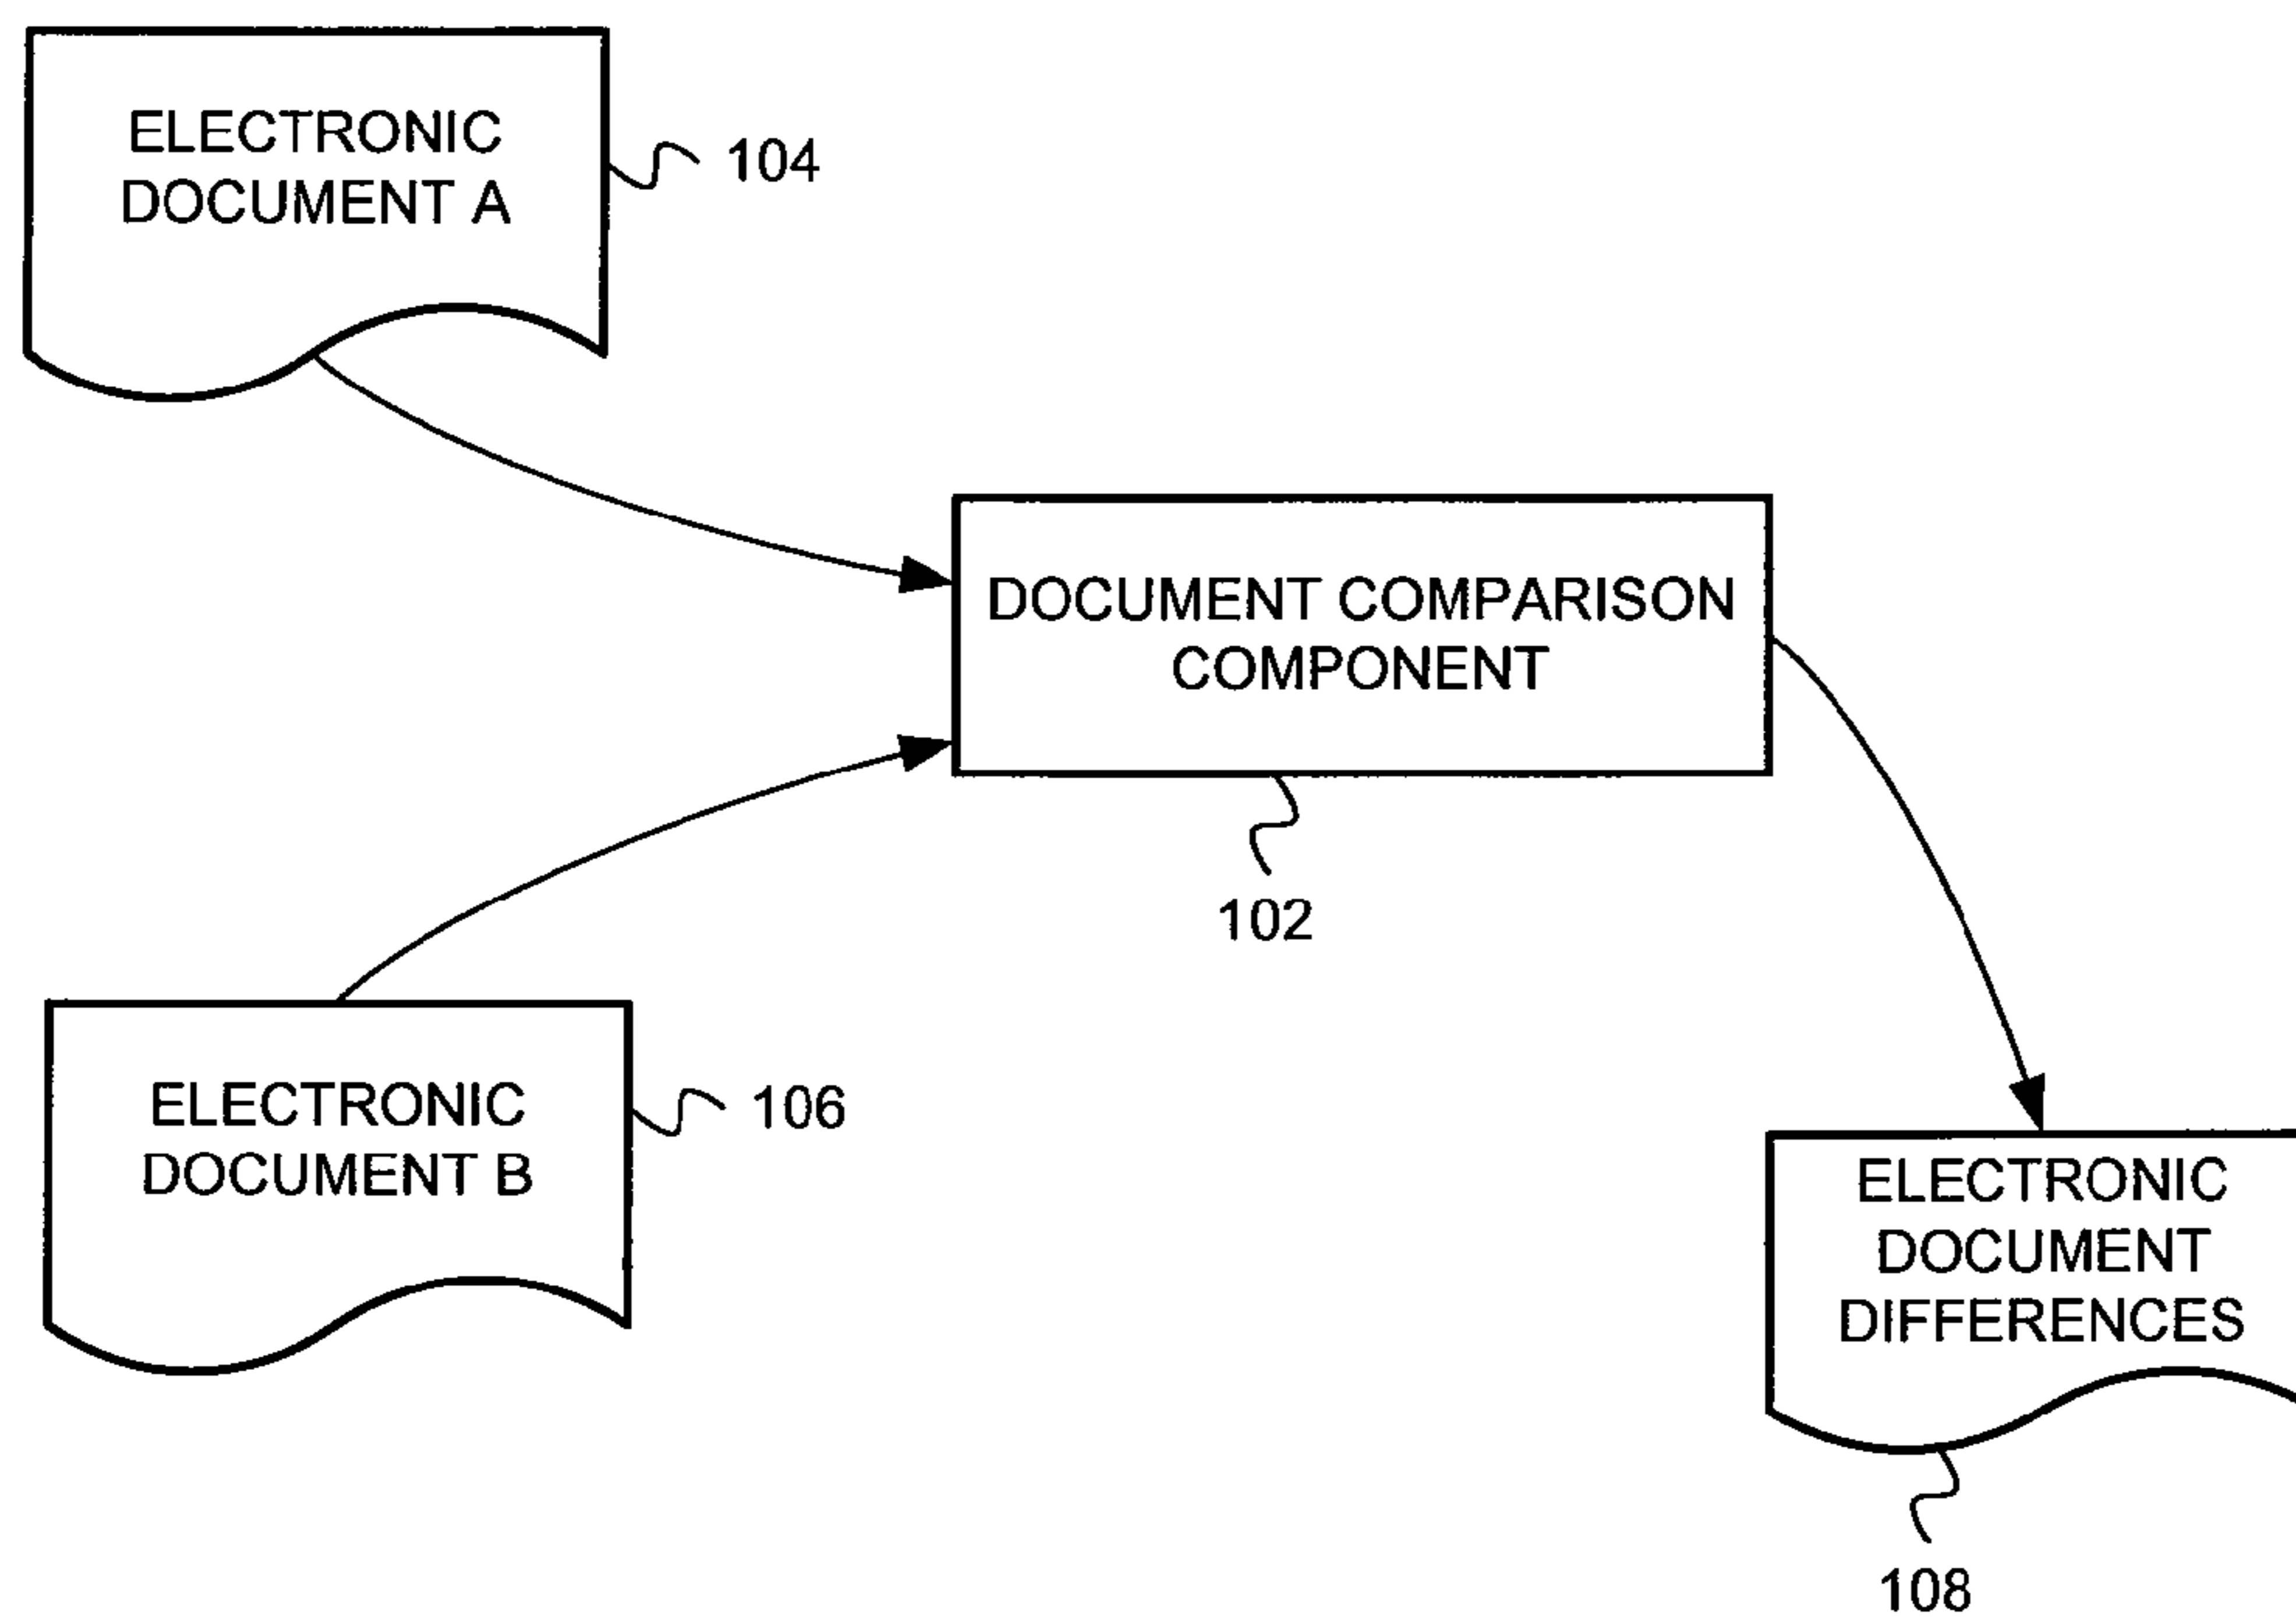 ELECTRONIC
DOCUMENT A
104
DOCUMENT COMPARISON
COMPONENT
102
ELECTRONIC
DOCUMENT B
106
ELECTRONIC
DOCUMENT
DIFFERENCES
108